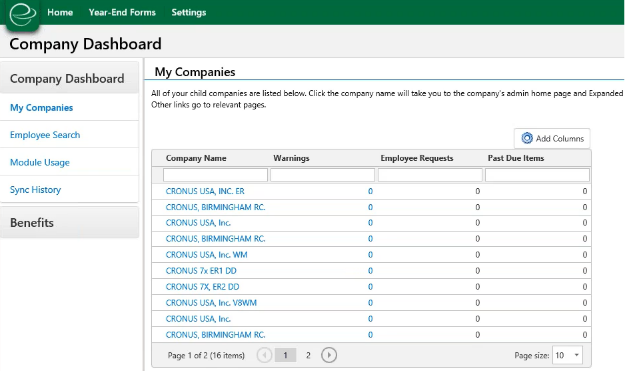 Home Year-End Forms Settings
Company Dashboard
Company Dashboard
My Companies
Employee Search
Module Usage
Sync History
Benefits
My Companies
All of your child companies are listed below. Click the company name will take you to the company's admin home page and Expanded
Other links go to relevant pages.
Add Columns
Company Name Warnings Employee Requests Past Due Items
CRONUS USA, INC. ER 0 0 0
CRONUS, BIRMINGHAM RC. 0 0 0
CRONUS USA, Inc. 0 0 0
CRONUS, BIRMINGHAM RC. 0 0 0
CRONUS USA, Inc. WM 0 0 0
CRONUS 7x ER1 DD 0 0 0
CRONUS 7X, ER2 DD 0 0 0
CRONUS USA, Inc. V8WM 0 0 0
CRONUS USA, Inc. 0 0 0
CRONUS, BIRMINGHAM RC. 0 0 0
Page 1 of 2 (16 items) 1 2 Page size: 10